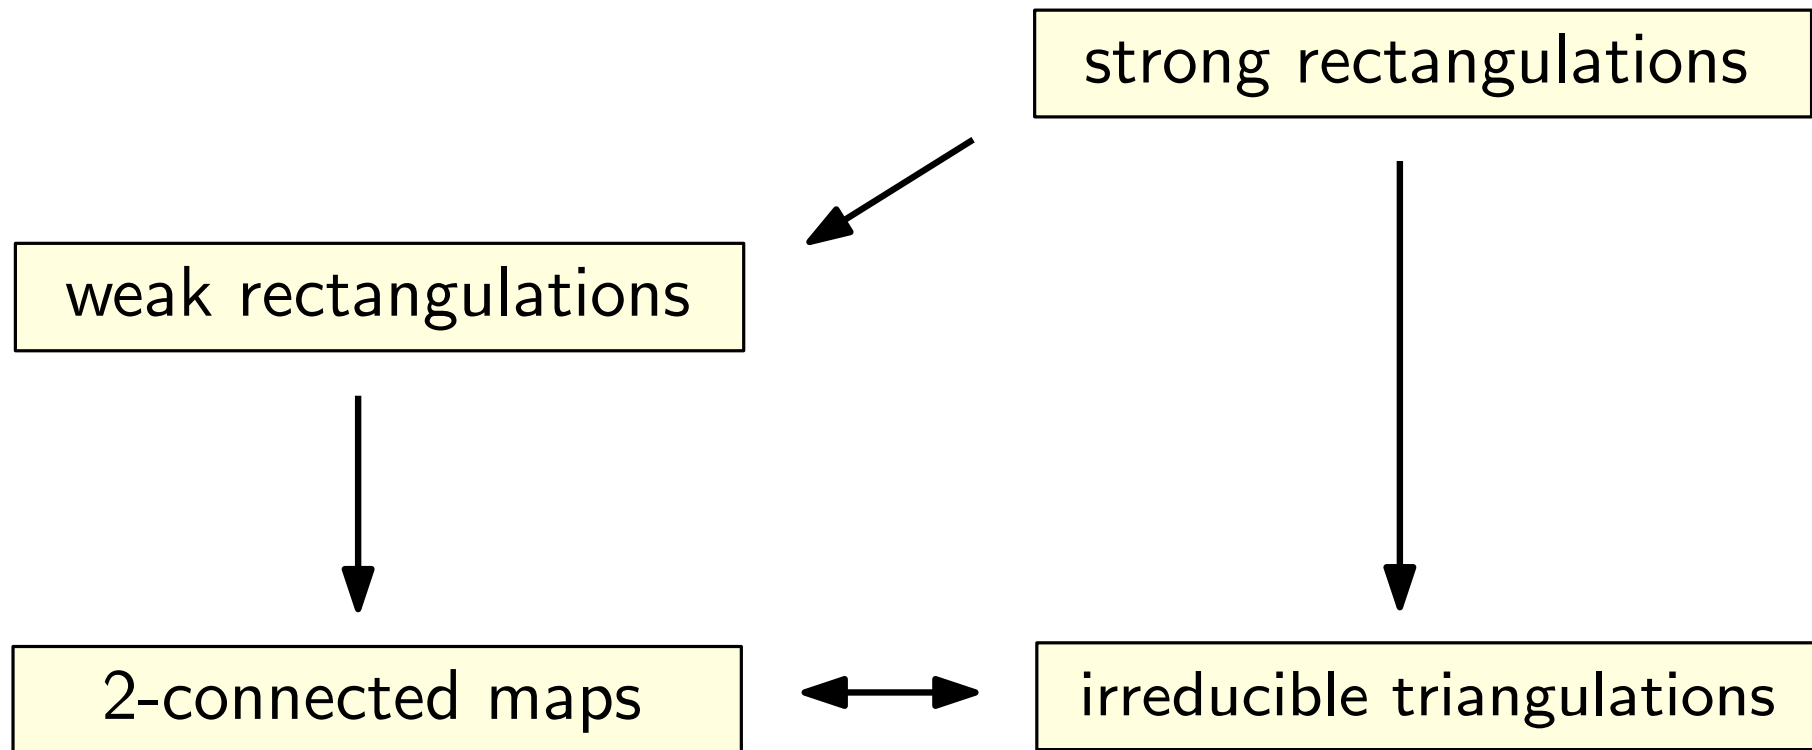 strong rectangulations
weak rectangulations
2-connected maps
irreducible triangulations